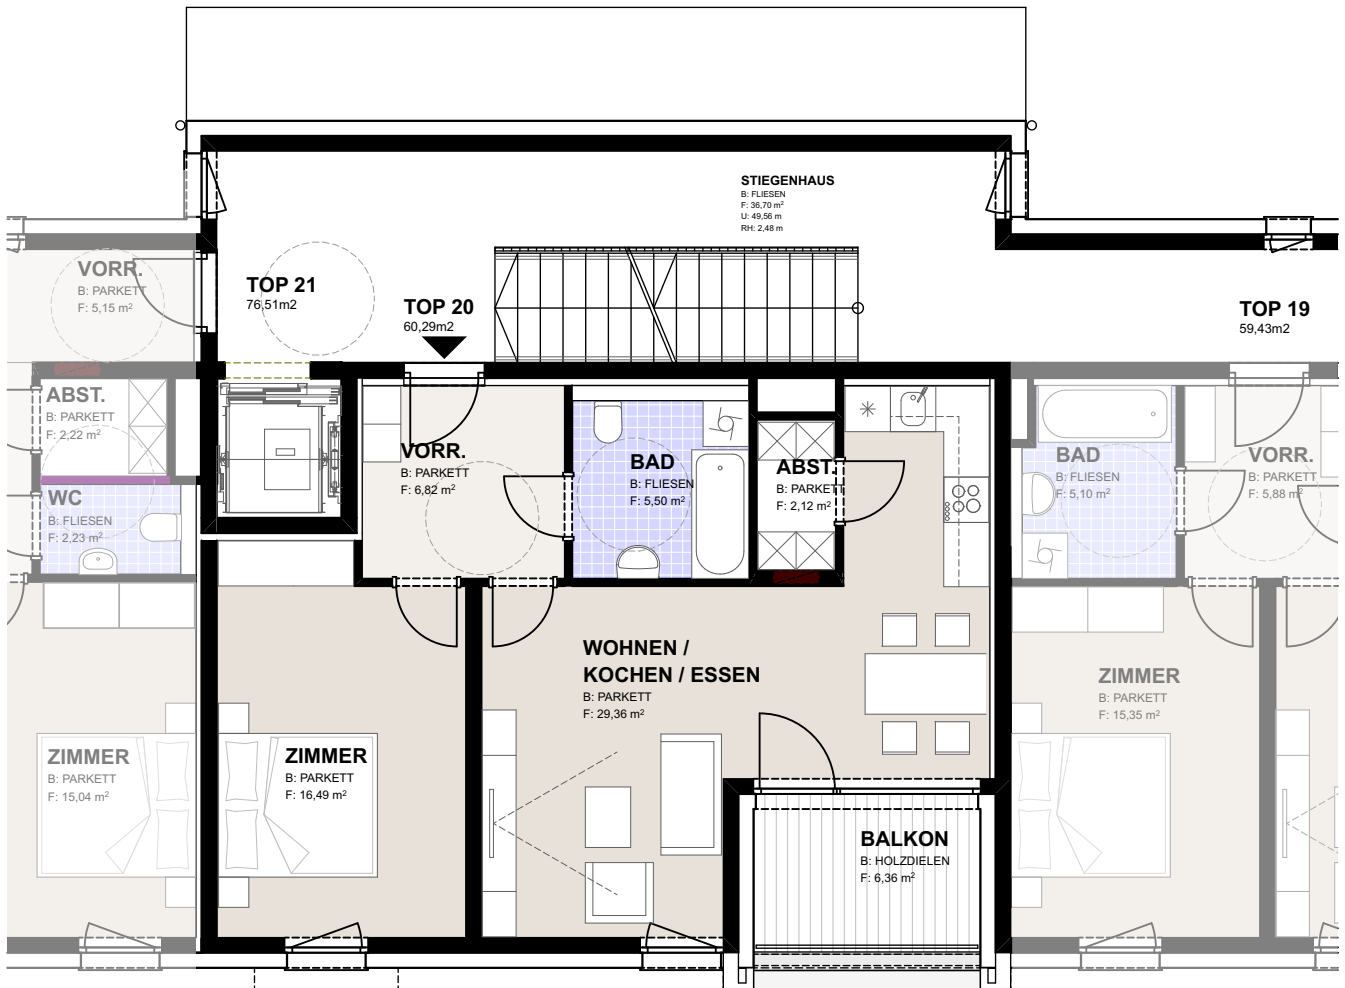 STIEGENHAUS
B: FLIESEN
F: 36,70 m²
U: 49,56 m
RH: 2,48 m
VORR.
B: PARKETT
F: 5,15 m²
TOP 21
76,51m2
TOP 20
60,29m2
TOP 19
59,43m2
ABST.
B: PARKETT
F: 2,22 m²
WC
B: FLIESEN
F: 2,23 m²
VORR.
B: PARKETT
F: 6,82 m²
BAD
B: FLIESEN
F: 5,50 m²
ABST.
B: PARKETT
F: 2,12 m²
BAD
B: FLIESEN
F: 5,10 m²
VORR.
B: PARKETT
F: 5,88 m²
WOHNEN /
KOCHEN / ESSEN
B: PARKETT
F: 29,36 m²
ZIMMER
B: PARKETT
F: 15,35 m²
ZIMMER
B: PARKETT
F: 15,04 m²
ZIMMER
B: PARKETT
F: 16,49 m²
BALKON
B: HOLZDIELEN
F: 6,36 m²